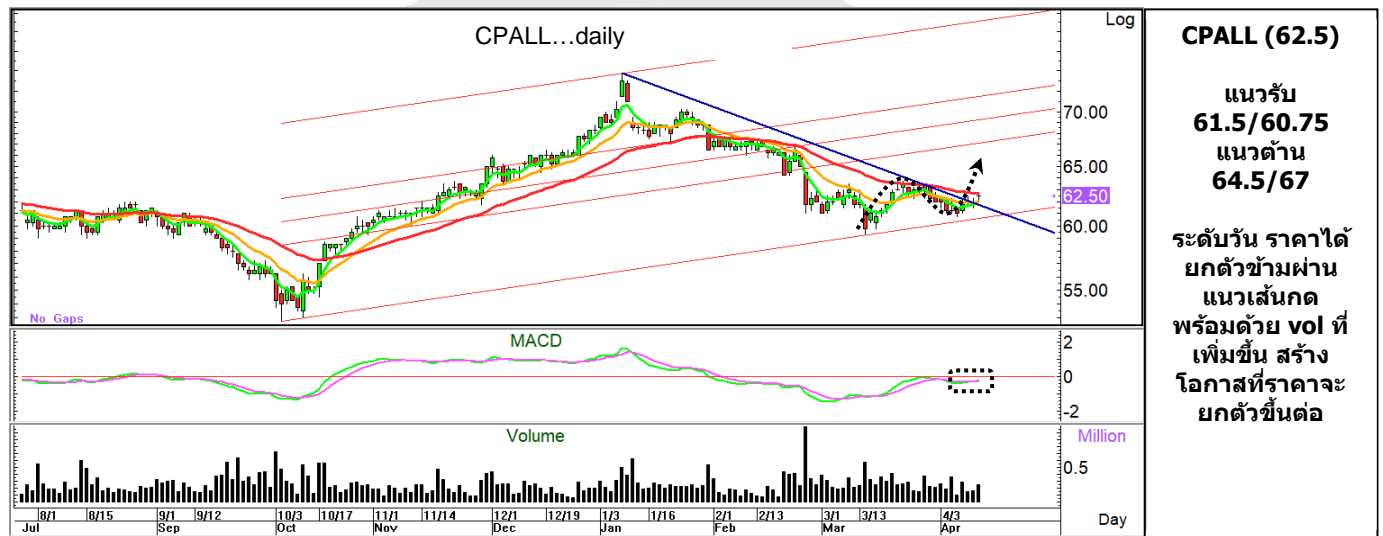 CPALL...daily
Log
70.00
65.00
62.50
60.00
55.00
No Gaps
MACD
2
0
-2
Volume
Million
0.5
8/1 8/15 9/1 9/12 10/3 10/17 11/1 11/14 12/1 12/19 1/3 1/16 2/1 2/13 3/1 3/13 4/3
Jul Sep Oct Nov Dec Jan Feb Mar Apr
Day
CPALL (62.5)
แนวรับ
61.5/60.75
แนวต้าน
64.5/67
ระดับวัน ราคาได้
ยกตัวข้ามผ่าน
แนวเส้นกด
พร้อมด้วย vol ที่
เพิ่มขึ้น สร้าง
โอกาสที่ราคาจะ
ยกตัวขึ้นต่อ